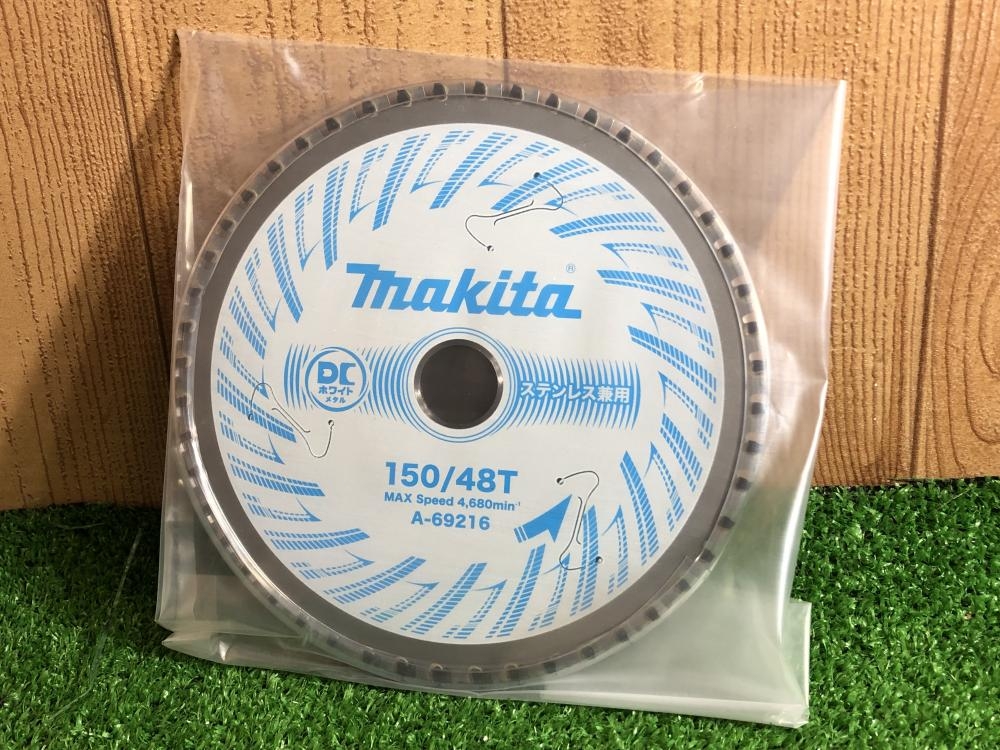 makita®
DC
ホワイト
メタル
ステンレス兼用
150/48T
MAX Speed 4,680min⁻¹
A-69216